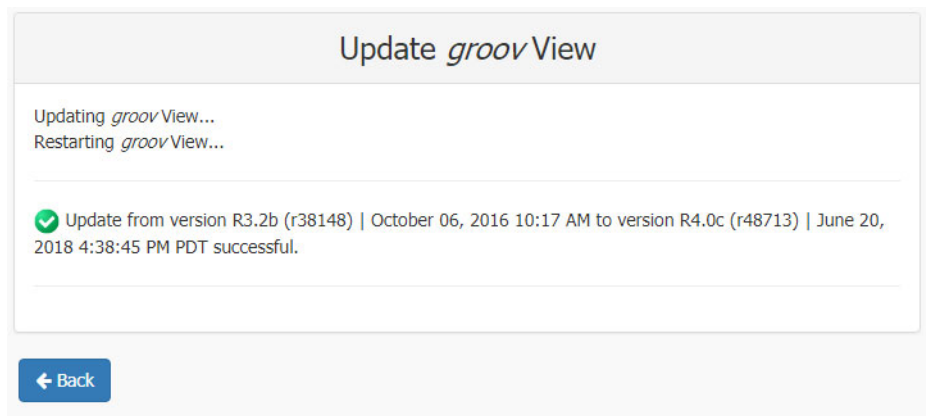 Update groov View
Updating groov View...
Restarting groov View...
Update from version R3.2b (r38148) | October 06, 2016 10:17 AM to version R4.0c (r48713) | June 20,
2018 4:38:45 PM PDT successful.
Back